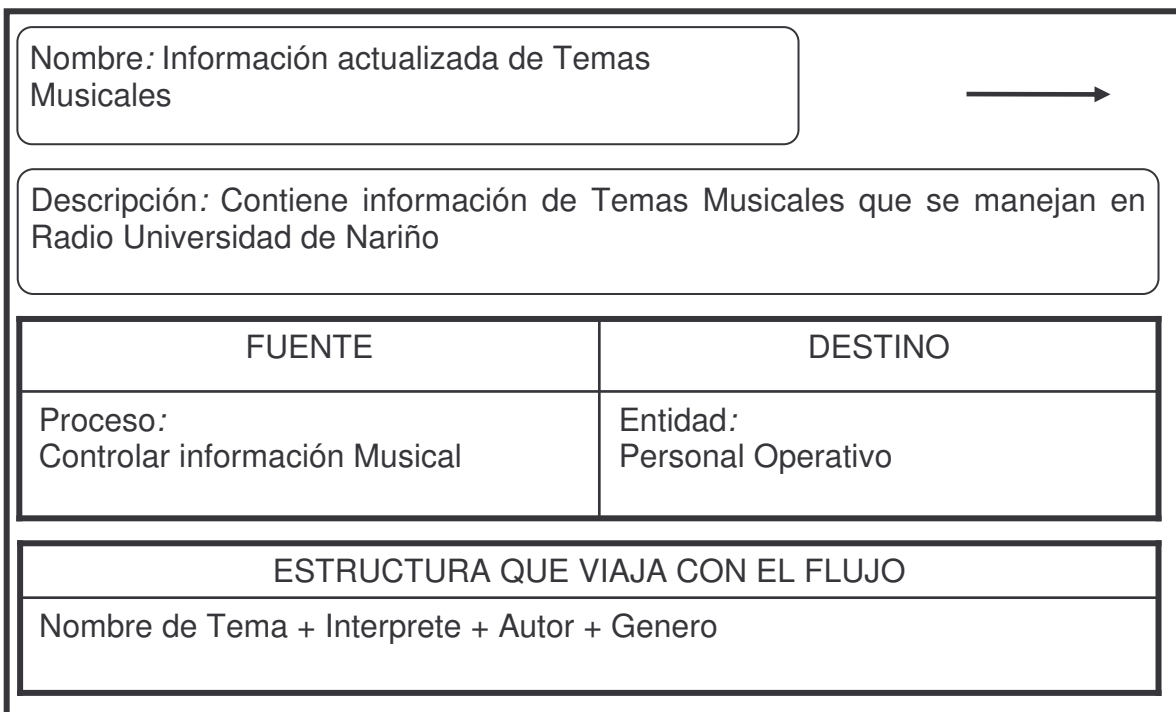 Nombre: Información actualizada de Temas
Musicales
Descripción: Contiene información de Temas Musicales que se manejan en
Radio Universidad de Nariño
FUENTE
DESTINO
Proceso:
Controlar información Musical
Entidad:
Personal Operativo
ESTRUCTURA QUE VIAJA CON EL FLUJO
Nombre de Tema + Interprete + Autor + Genero